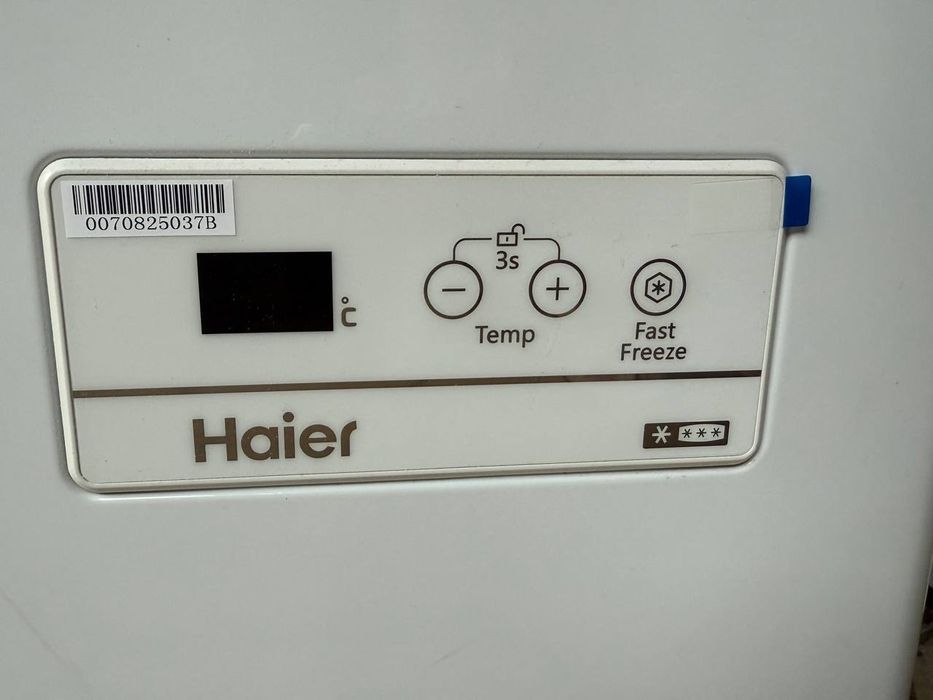 0070825037B
3s
°C
Temp
Fast
Freeze
Haier